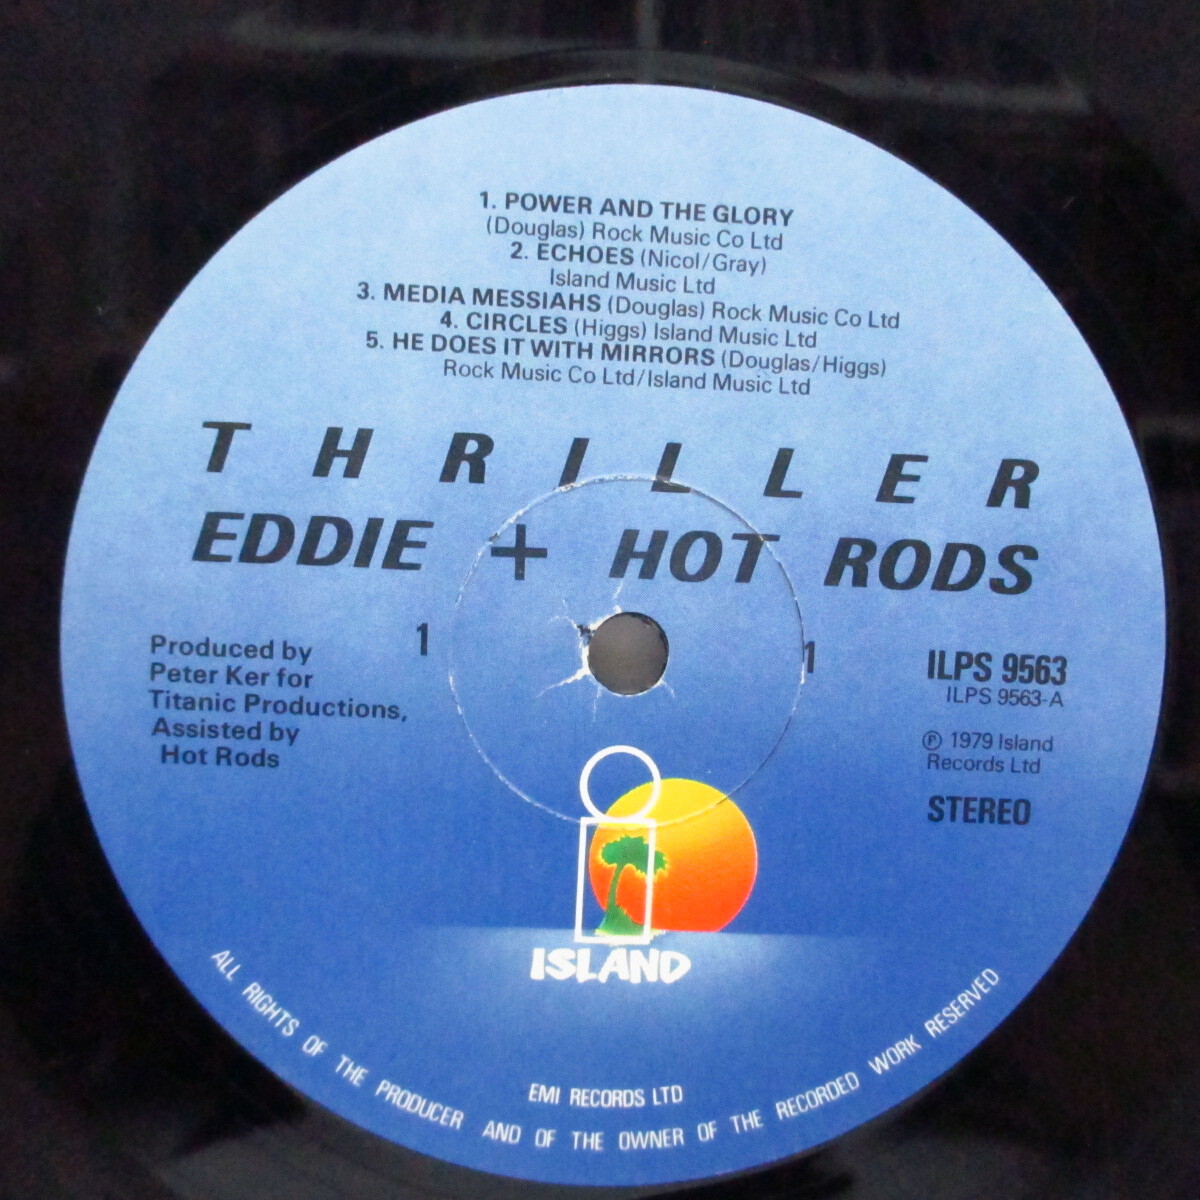 1. POWER AND THE GLORY
(Douglas) Rock Music Co Ltd
2. ECHOES (Nicol/Gray)
Island Music Ltd
3. MEDIA MESSIAHS (Douglas) Rock Music Co Ltd
4. CIRCLES (Higgs) Island Music Ltd
5. HE DOES IT WITH MIRRORS (Douglas/Higgs)
Rock Music Co Ltd/Island Music Ltd
THRILLER
EDDIE + HOT RODS
Produced by
Peter Ker for
Titanic Productions,
Assisted by
Hot Rods
1
1
ILPS 9563
ILPS 9563-A
Ⓟ 1979 Island
Records Ltd
STEREO
ISLAND
EMI RECORDS LTD
ALL RIGHTS OF THE PRODUCER AND OF THE OWNER OF THE RECORDED WORK RESERVED